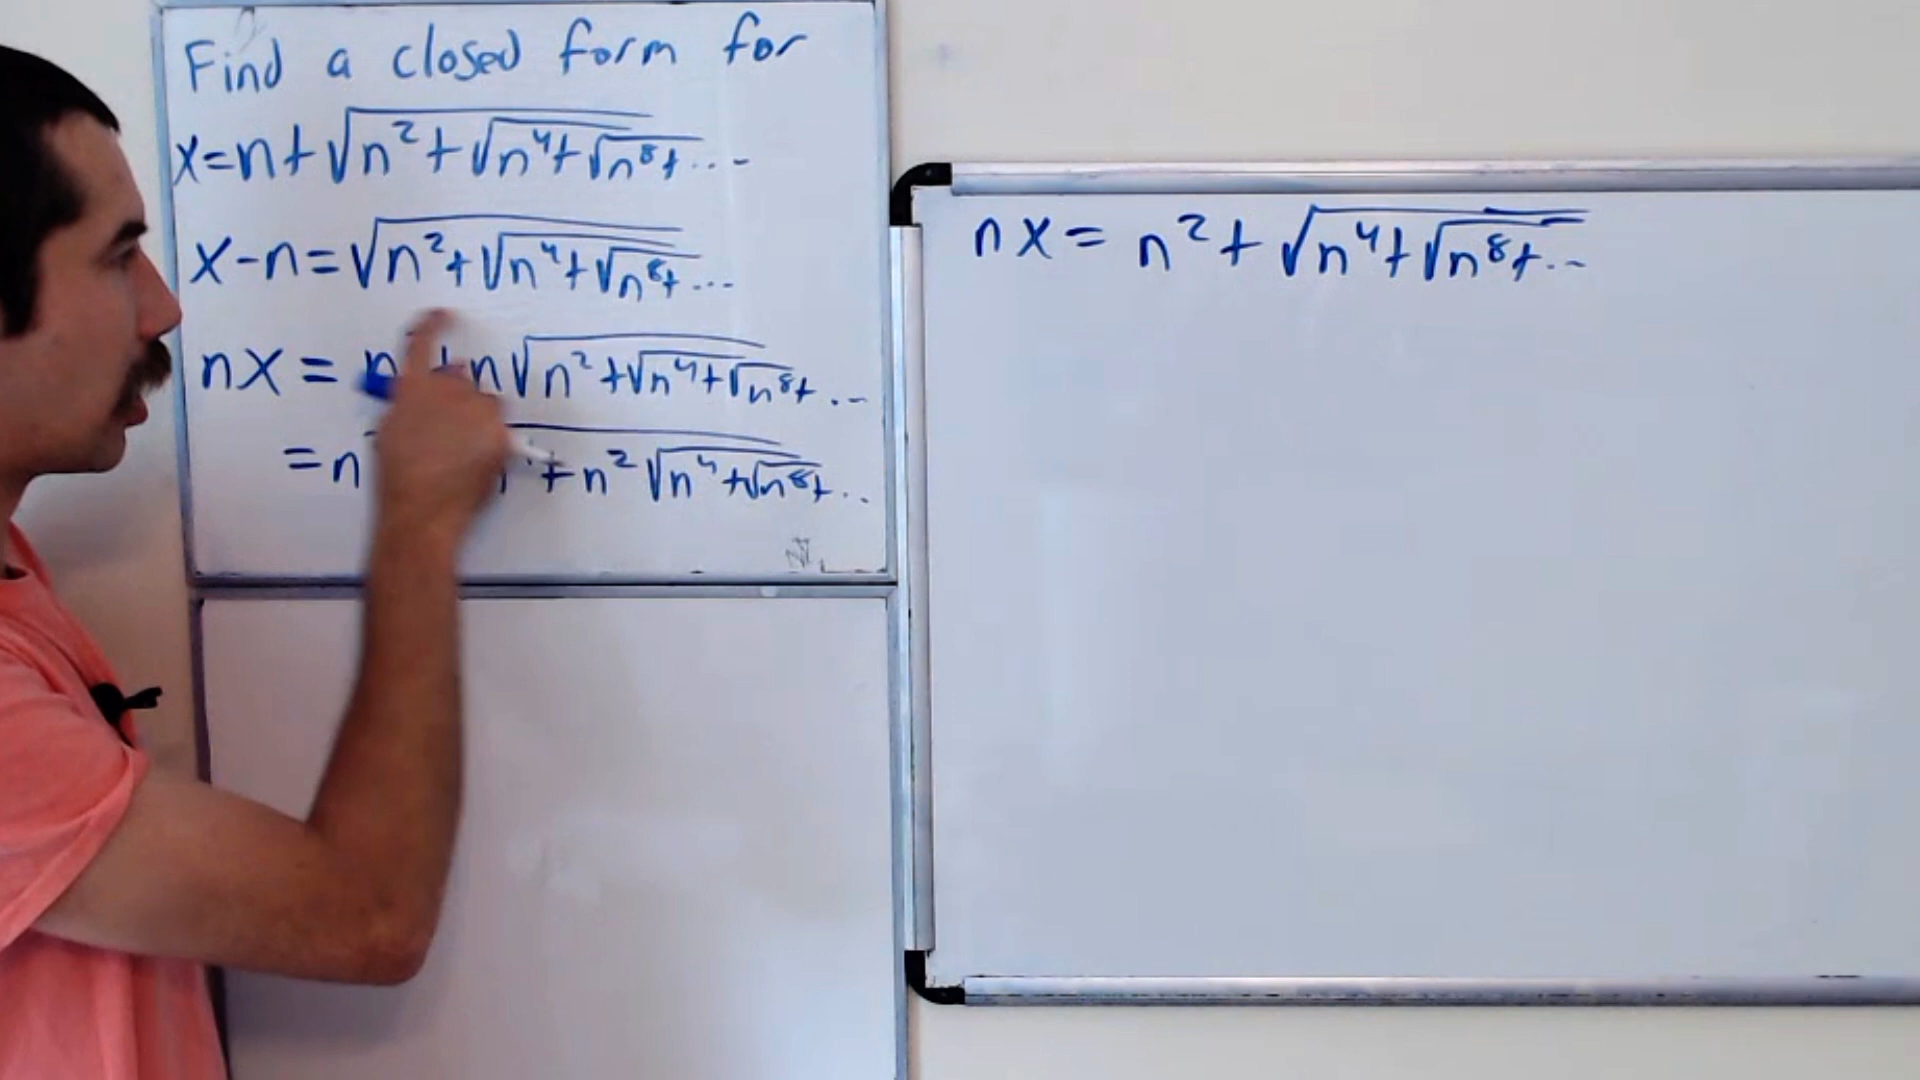 Find a closed form for
x=n+√n²+√n⁴+√n⁸+...
x-n=√n²+√n⁴+√n⁸+...
nx = n + n√n²+√n⁴+√n⁸+...
=n + n²√n⁴+√n⁸+...
nx = n²+√n⁴+√n⁸+...